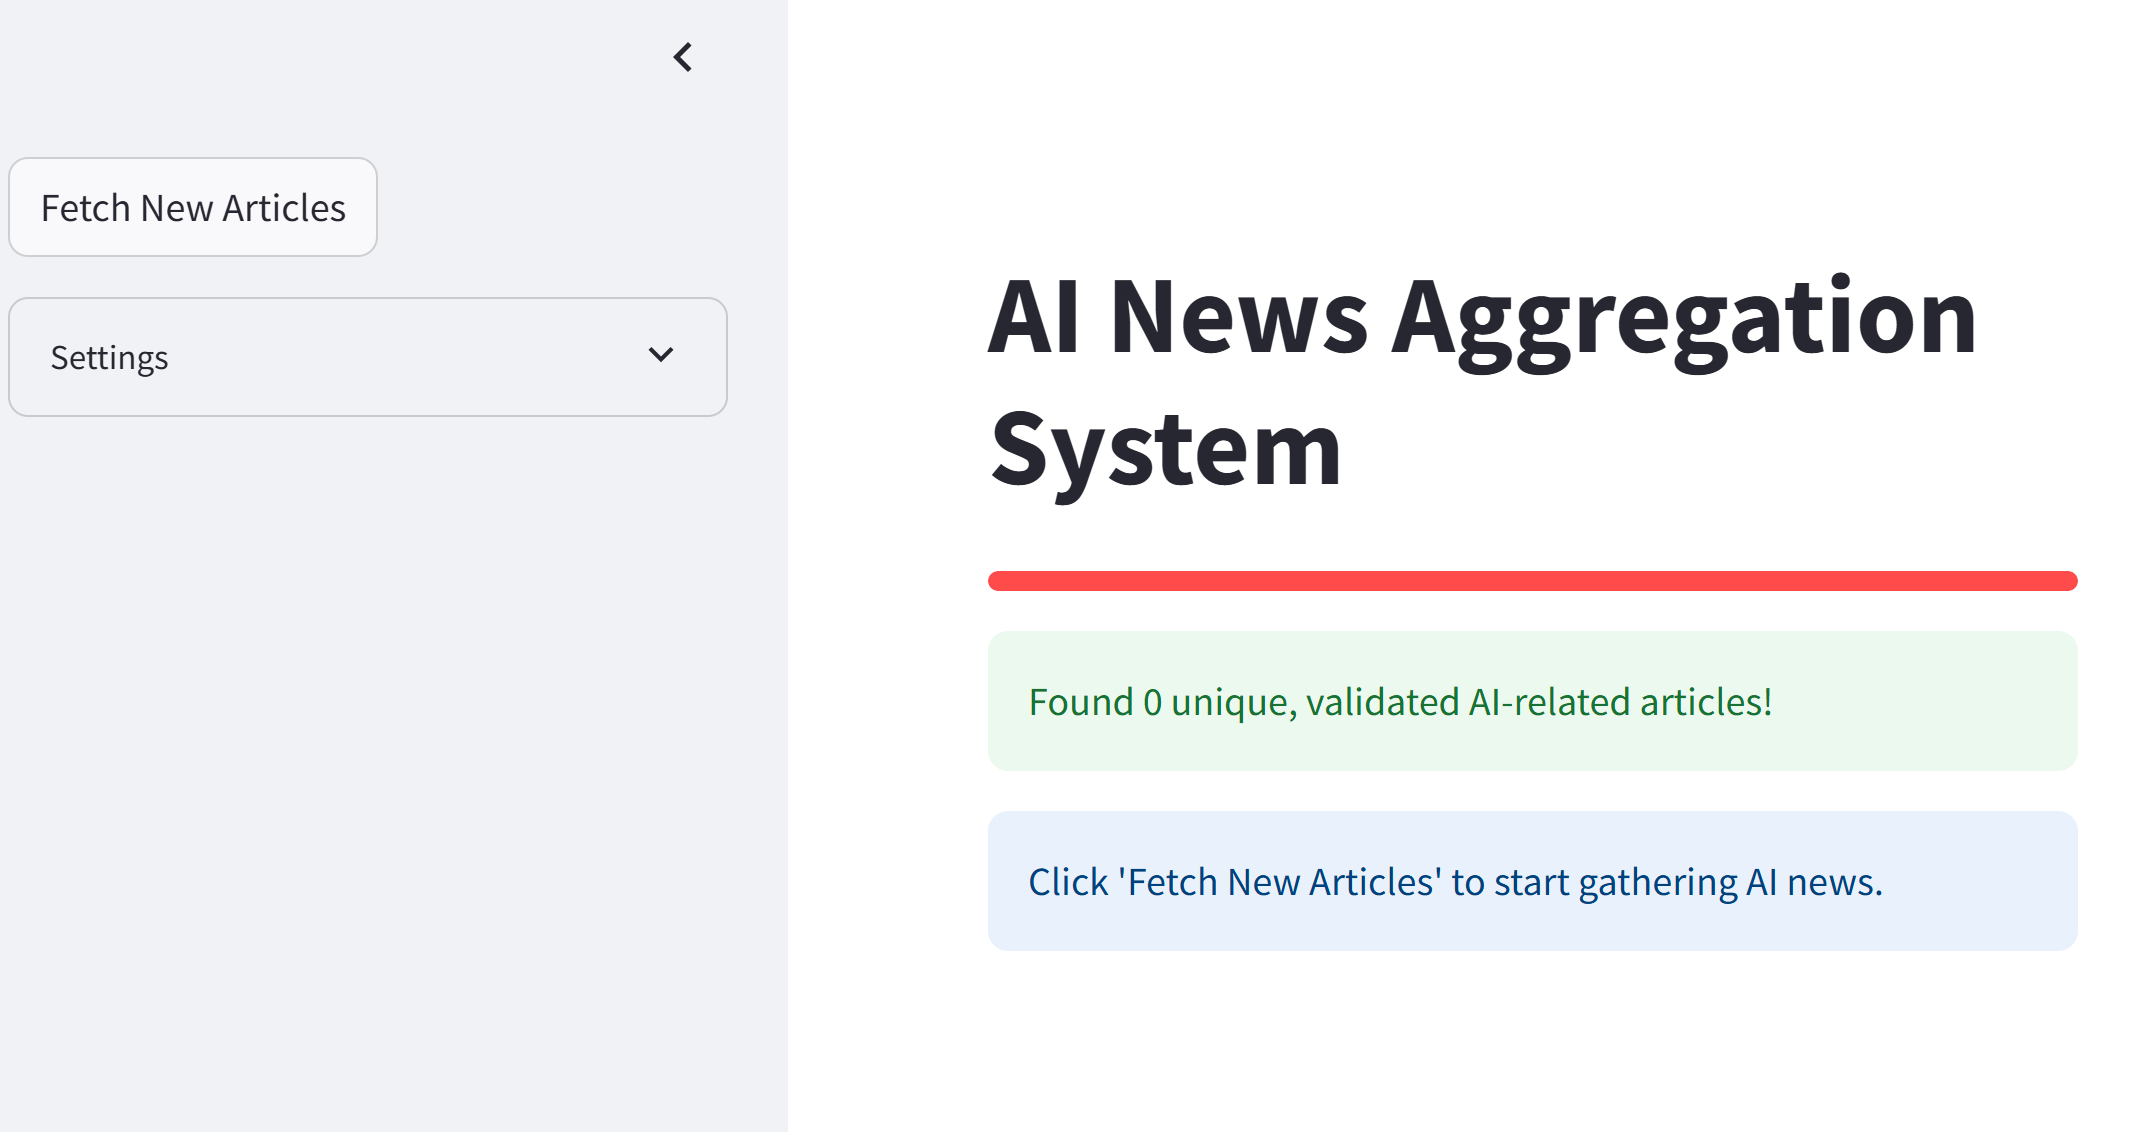 Fetch New Articles
Settings
AI News Aggregation
System
Found 0 unique, validated AI-related articles!
Click 'Fetch New Articles' to start gathering AI news.